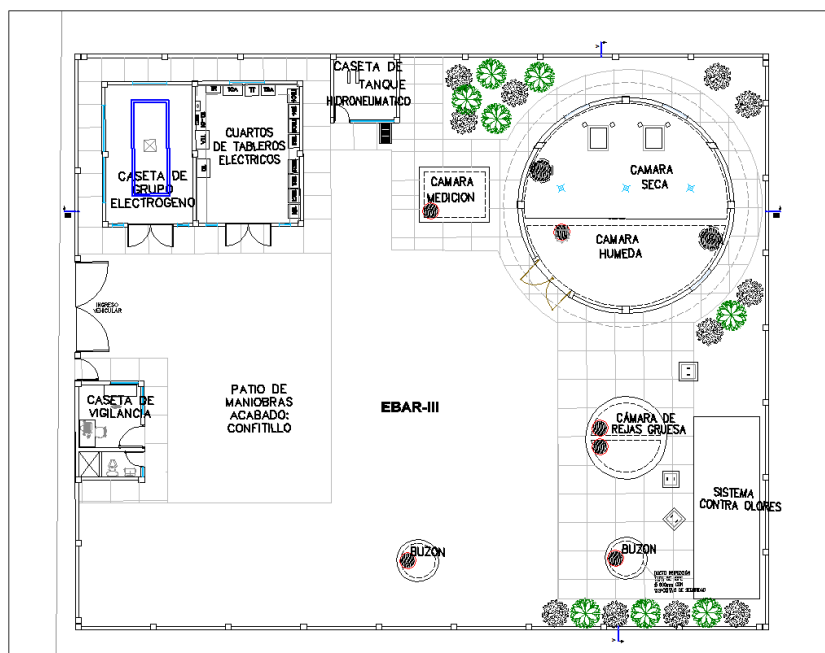 CASETA DE
TANQUE
HIDRONEUMATICO
CUARTOS
DE TABLEROS
ELECTRICOS
CASETA DE
GRUPO
ELECTROGENO
CAMARA
MEDICION
CAMARA
SECA
CAMARA
HUMEDA
INGRESO
VEHICULAR
CASETA DE
VIGILANCIA
PATIO DE
MANIOBRAS
ACABADO:
CONFITILLO
EBAR-III
CÁMARA DE
REJAS GRUESA
SISTEMA
CONTRA OLORES
BUZON
BUZON